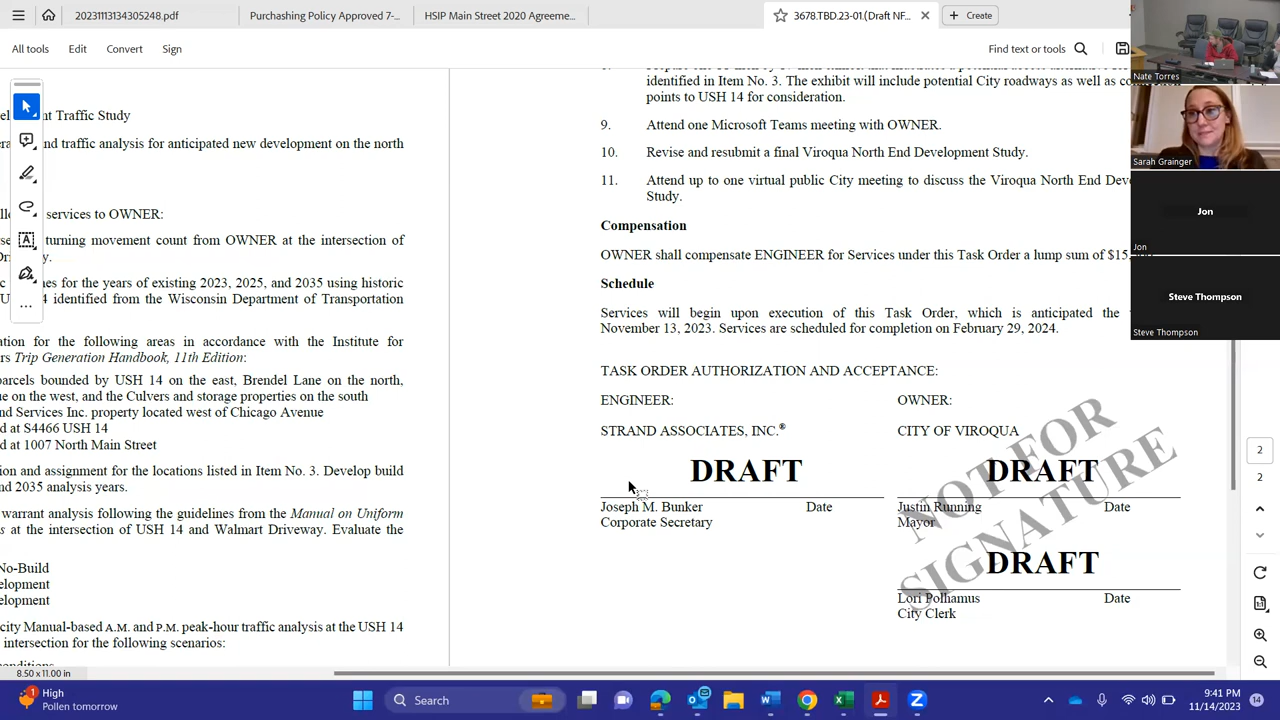 20231113134305248.pdf
Purchashing Policy Approved 7-...
HSIP Main Street 2020 Agreeme...
3678.TBD.23-01.(Draft NF...
Create
All tools
Edit
Convert
Sign
Find text or tools
nt Traffic Study
and traffic analysis for anticipated new development on the north
services to OWNER:
turning movement count from OWNER at the intersection of
for the years of existing 2023, 2025, and 2035 using historic
identified from the Wisconsin Department of Transportation
ation for the following areas in accordance with the Institute for
Trip Generation Handbook, 11th Edition:
parcels bounded by USH 14 on the east, Brendel Lane on the north,
ue on the west, and the Culvers and storage properties on the south
nd Services Inc. property located west of Chicago Avenue
d at S4466 USH 14
ed at 1007 North Main Street
ion and assignment for the locations listed in Item No. 3. Develop build
nd 2035 analysis years.
warrant analysis following the guidelines from the Manual on Uniform
s at the intersection of USH 14 and Walmart Driveway. Evaluate the
No-Build
elopment
elopment
city Manual-based A.M. and P.M. peak-hour traffic analysis at the USH 14
intersection for the following scenarios:
8.50 x 11.00 in
identified in Item No. 3. The exhibit will include potential City roadways as well as
points to USH 14 for consideration.
9. Attend one Microsoft Teams meeting with OWNER.
10. Revise and resubmit a final Viroqua North End Development Study.
11. Attend up to one virtual public City meeting to discuss the Viroqua North End Deve
Study.
Compensation
OWNER shall compensate ENGINEER for Services under this Task Order a lump sum of $15
Schedule
Services will begin upon execution of this Task Order, which is anticipated the
November 13, 2023. Services are scheduled for completion on February 29, 2024.
TASK ORDER AUTHORIZATION AND ACCEPTANCE:
ENGINEER: OWNER:
STRAND ASSOCIATES, INC.® CITY OF VIROQUA
DRAFT DRAFT
NOT FOR
SIGNATURE
Joseph M. Bunker Date Justin Running Date
Corporate Secretary Mayor
DRAFT
Lori Polhamus Date
City Clerk
Nate Torres
Sarah Grainger
Jon
Jon
Steve Thompson
Steve Thompson
2
2
1
High
Pollen tomorrow
Search
9:41 PM
11/14/2023
14